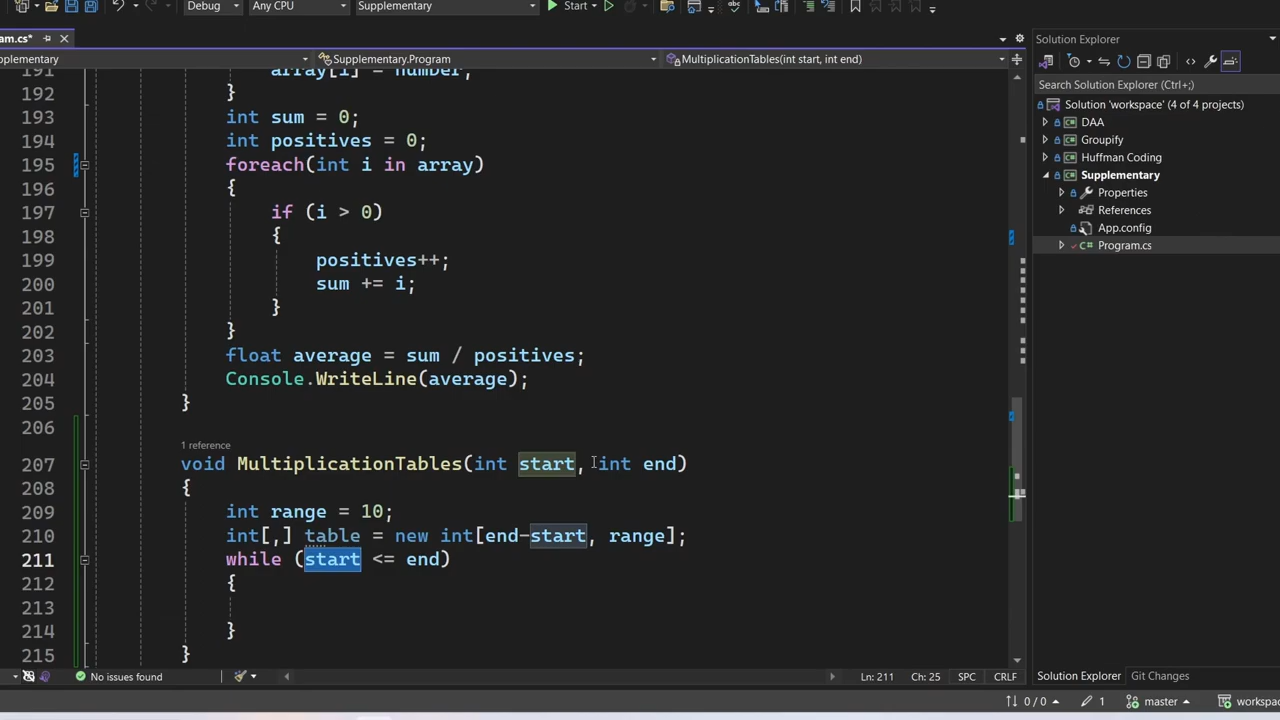 Debug Any CPU Supplementary Start
am.cs*
pplementary Supplementary.Program MultiplicationTables(int start, int end)
Solution Explorer
Search Solution Explorer (Ctrl+;)
Solution 'workspace' (4 of 4 projects)
DAA
Groupify
Huffman Coding
Supplementary
Properties
References
App.config
C# Program.cs
191 array[i] = number;
192 }
193 int sum = 0;
194 int positives = 0;
195 foreach(int i in array)
196 {
197 if (i > 0)
198 {
199 positives++;
200 sum += i;
201 }
202 }
203 float average = sum / positives;
204 Console.WriteLine(average);
205 }
206
1 reference
207 void MultiplicationTables(int start, int end)
208 {
209 int range = 10;
210 int[,] table = new int[end-start, range];
211 while (start <= end)
212 {
213
214 }
215 }
No issues found Ln: 211 Ch: 25 SPC CRLF
Solution Explorer Git Changes
0 / 0 1 master workspac